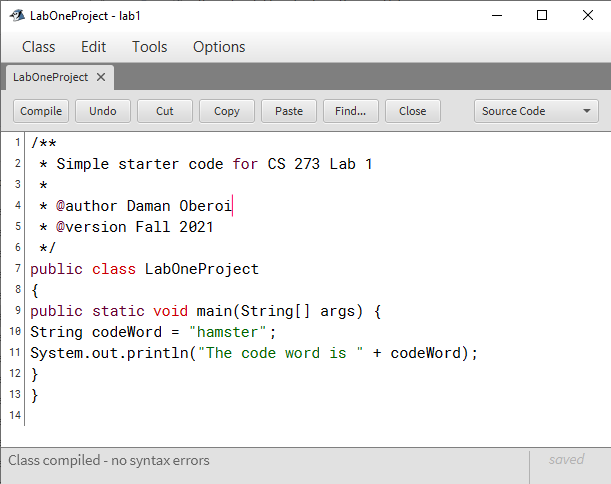 LabOneProject - lab1
Class Edit Tools Options
LabOneProject
Compile Undo Cut Copy Paste Find... Close Source Code
1 /**
2 * Simple starter code for CS 273 Lab 1
3 *
4 * @author Daman Oberoi
5 * @version Fall 2021
6 */
7 public class LabOneProject
8 {
9 public static void main(String[] args) {
10 String codeWord = "hamster";
11 System.out.println("The code word is " + codeWord);
12 }
13 }
14
Class compiled - no syntax errors saved